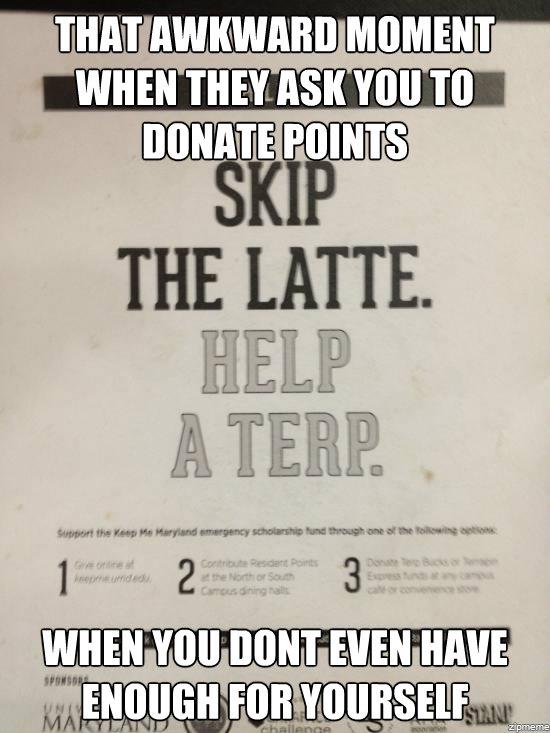 THAT AWKWARD MOMENT
WHEN THEY ASK YOU TO
DONATE POINTS
SKIP
THE LATTE.
HELP
A TERP.
Support the Keep Me Maryland emergency scholarship fund through one of the following options:
1 Give online at
keepme.umd.edu.
2 Contribute Resident Points
at the North or South
Campus dining halls.
3 Donate Terp Bucks or Terrapin
Express funds at any campus
café or convenience store.
WHEN YOU DONT EVEN HAVE
ENOUGH FOR YOURSELF
SPONSORS
MARYLAND
challenge
STAMP
zipmeme